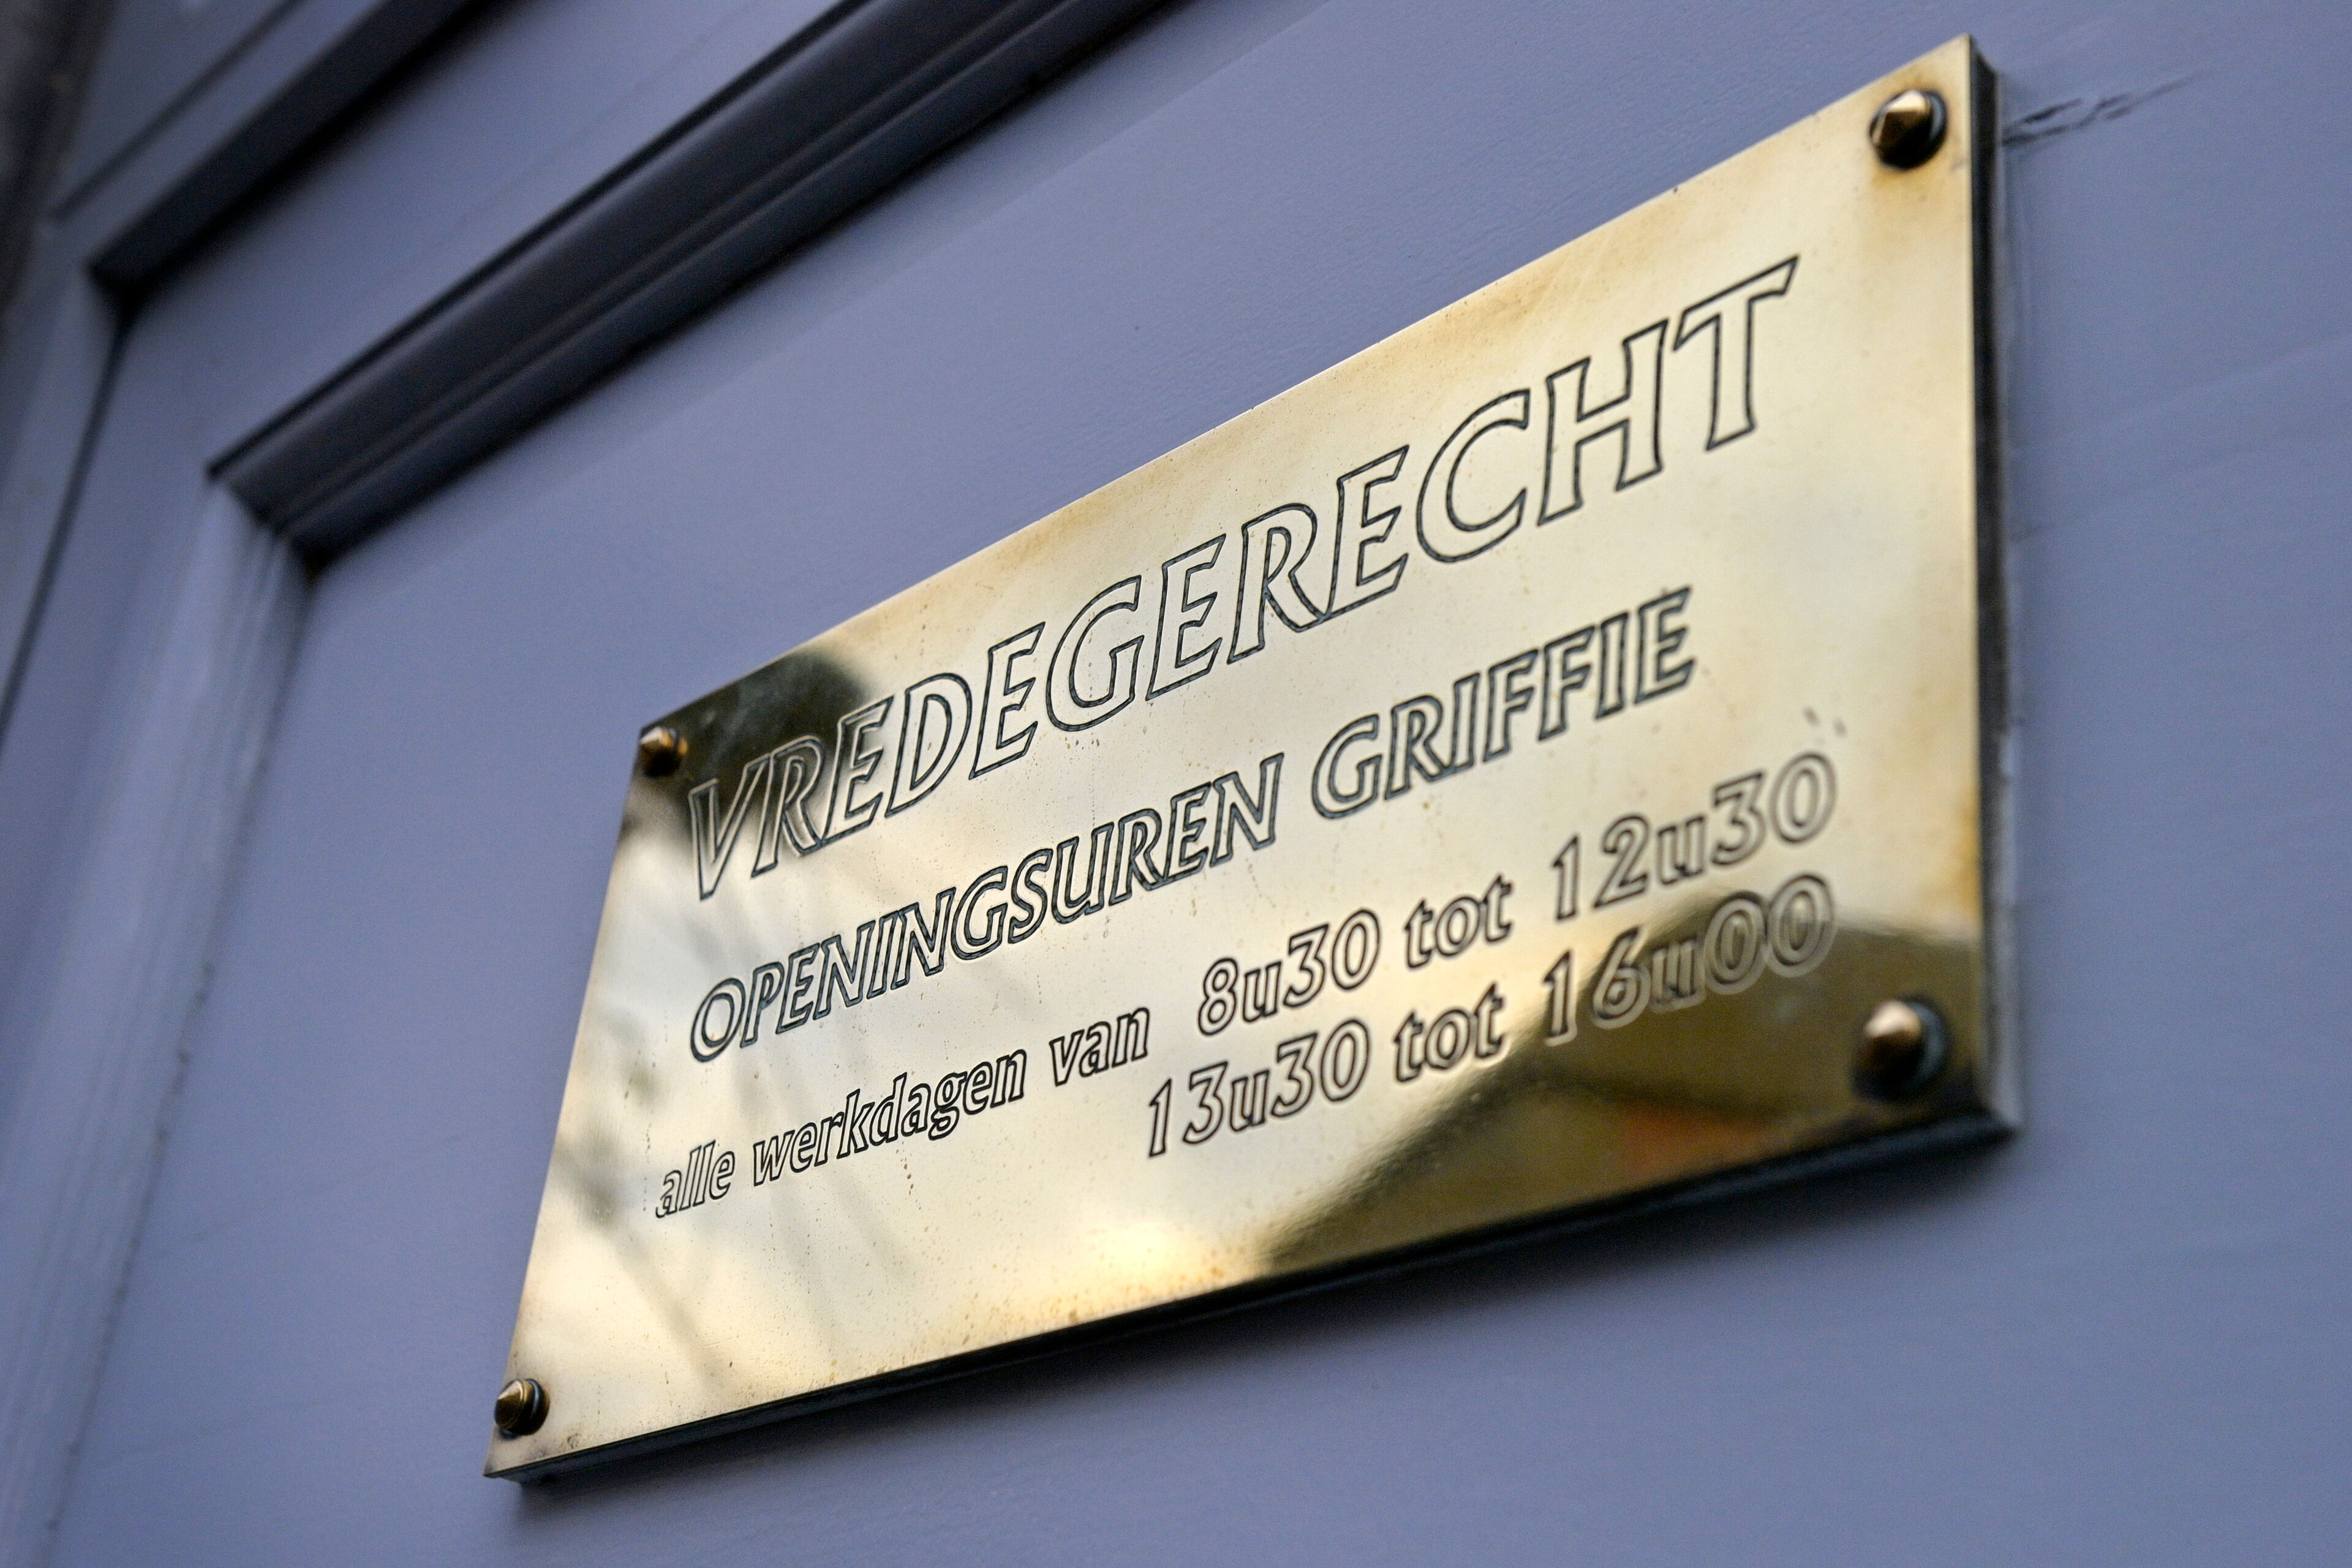 VREDEGERECHT
OPENINGSUREN GRIFFIE
alle werkdagen van 8u30 tot 12u30
13u30 tot 16u00